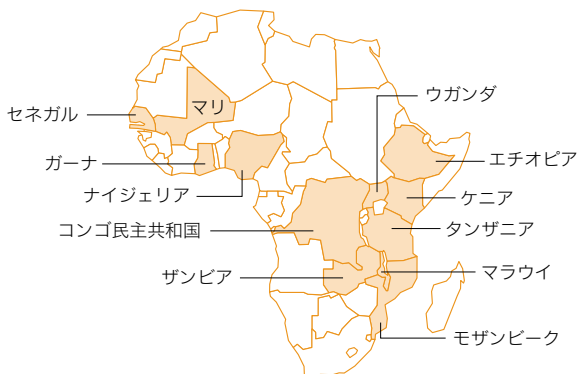 セネガル
マリ
ガーナ
ナイジェリア
コンゴ民主共和国
ザンビア
ウガンダ
エチオピア
ケニア
タンザニア
マラウイ
モザンビーク